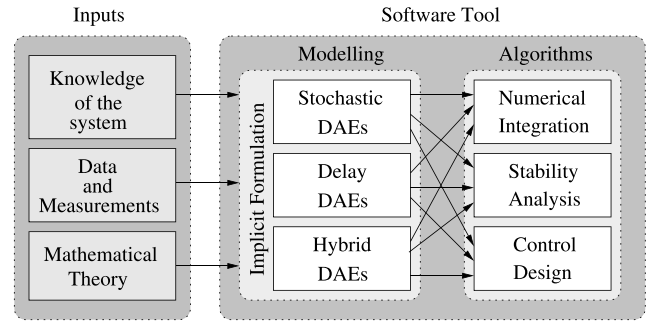 Inputs
Software Tool
Modelling
Algorithms
Knowledge
of the
system
Data
and
Measurements
Mathematical
Theory
Implicit Formulation
Stochastic
DAEs
Delay
DAEs
Hybrid
DAEs
Numerical
Integration
Stability
Analysis
Control
Design